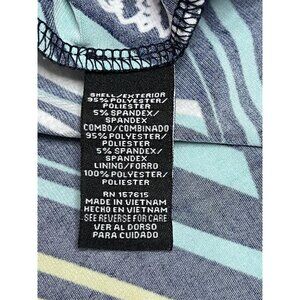 SHELL/EXTERIOR
95% POLYESTER/
POLIESTER
5% SPANDEX/
SPANDEX
COMBO/COMBINADO
95% POLYESTER/
POLIESTER
5% SPANDEX/
SPANDEX
LINING/FORRO
100% POLYESTER/
POLIESTER
RN 157615
MADE IN VIETNAM
HECHO EN VIETNAM
SEE REVERSE FOR CARE
VER AL DORSO
PARA CUIDADO